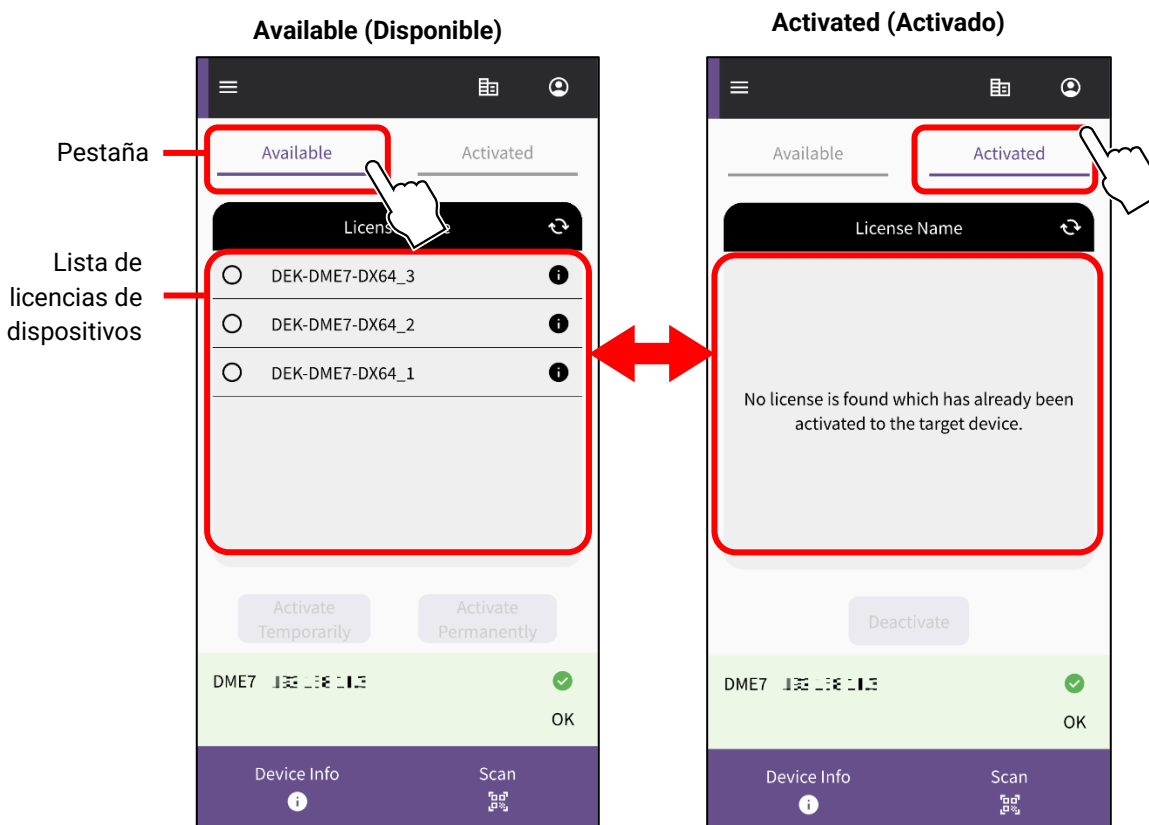 Available (Disponible)
Activated (Activado)
Pestaña
Available
Activated
Lista de
licencias de
dispositivos
DEK-DME7-DX64_3
DEK-DME7-DX64_2
DEK-DME7-DX64_1
Activate
Temporarily
Activate
Permanently
DME7
OK
Device Info
Scan
Available
Activated
License Name
No license is found which has already been
activated to the target device.
Deactivate
DME7
OK
Device Info
Scan